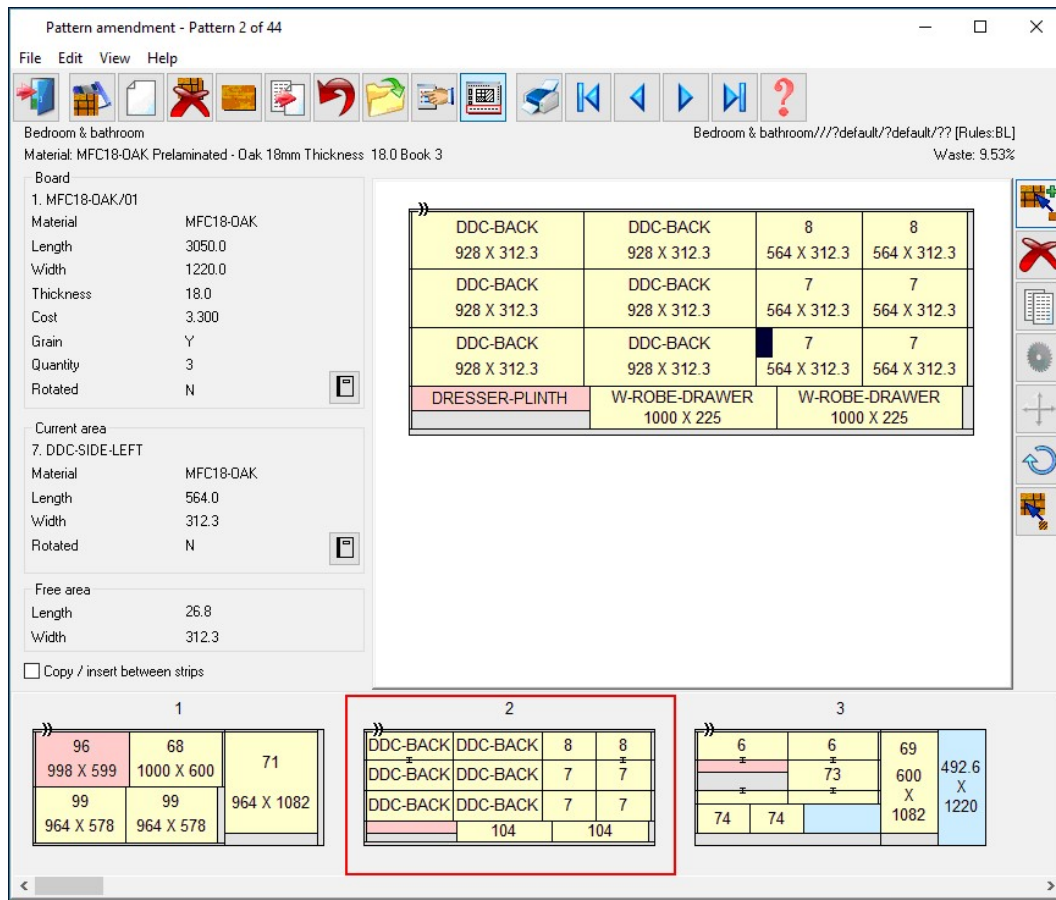 Pattern amendment - Pattern 2 of 44
File Edit View Help
Bedroom & bathroom
Bedroom & bathroom///?default/?default/?? [Rules:BL]
Material: MFC18-OAK Prelaminated - Oak 18mm Thickness 18.0 Book 3
Waste: 9.53%
Board
1. MFC18-OAK/01
Material MFC18-OAK
Length 3050.0
Width 1220.0
Thickness 18.0
Cost 3.300
Grain Y
Quantity 3
Rotated N
Current area
7. DDC-SIDE-LEFT
Material MFC18-OAK
Length 564.0
Width 312.3
Rotated N
Free area
Length 26.8
Width 312.3
Copy / insert between strips
DDC-BACK DDC-BACK 8 8
928 X 312.3 928 X 312.3 564 X 312.3 564 X 312.3
DDC-BACK DDC-BACK 7 7
928 X 312.3 928 X 312.3 564 X 312.3 564 X 312.3
DDC-BACK DDC-BACK 7 7
928 X 312.3 928 X 312.3 564 X 312.3 564 X 312.3
DRESSER-PLINTH W-ROBE-DRAWER W-ROBE-DRAWER
1000 X 225 1000 X 225
1
96 68
998 X 599 1000 X 600
71
964 X 1082
99 99
964 X 578 964 X 578
2
DDC-BACK DDC-BACK 8 8
DDC-BACK DDC-BACK 7 7
DDC-BACK DDC-BACK 7 7
104 104
3
6 6
73
74 74
69
600
X
1082
492.6
X
1220